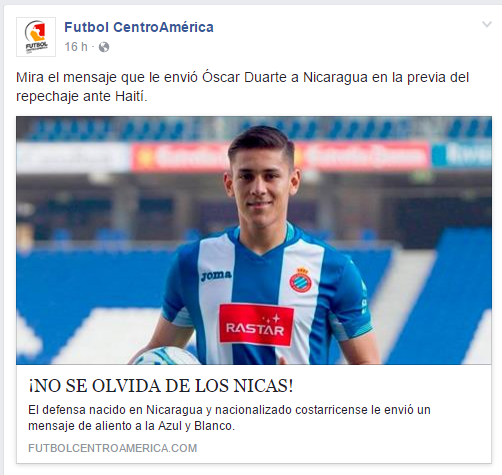 FUTBOL
Futbol CentroAmérica
16 h ·
Mira el mensaje que le envió Óscar Duarte a Nicaragua en la previa del
repechaje ante Haití.
Joma
RASTAR
¡NO SE OLVIDA DE LOS NICAS!
El defensa nacido en Nicaragua y nacionalizado costarricense le envió un
mensaje de aliento a la Azul y Blanco.
FUTBOLCENTROAMERICA.COM